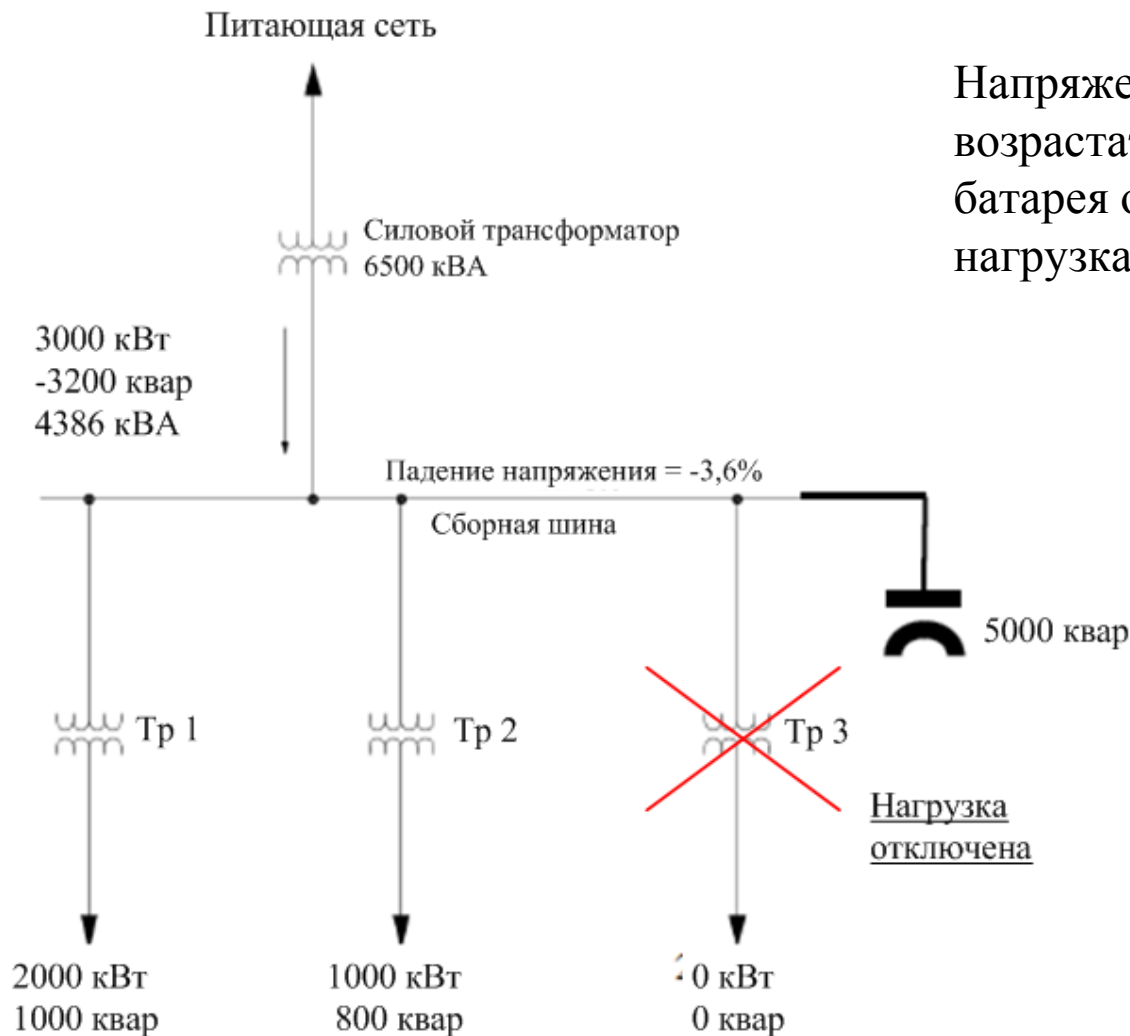 Питающая сеть
Напряже
возраста
батарея
нагрузка
Силовой трансформатор
6500 кВА
3000 кВт
-3200 квар
4386 кВА
Падение напряжения = -3,6%
Сборная шина
5000 квар
Тр 1
Тр 2
Тр 3
Нагрузка
отключена
2000 кВт
1000 квар
1000 кВт
800 квар
0 кВт
0 квар